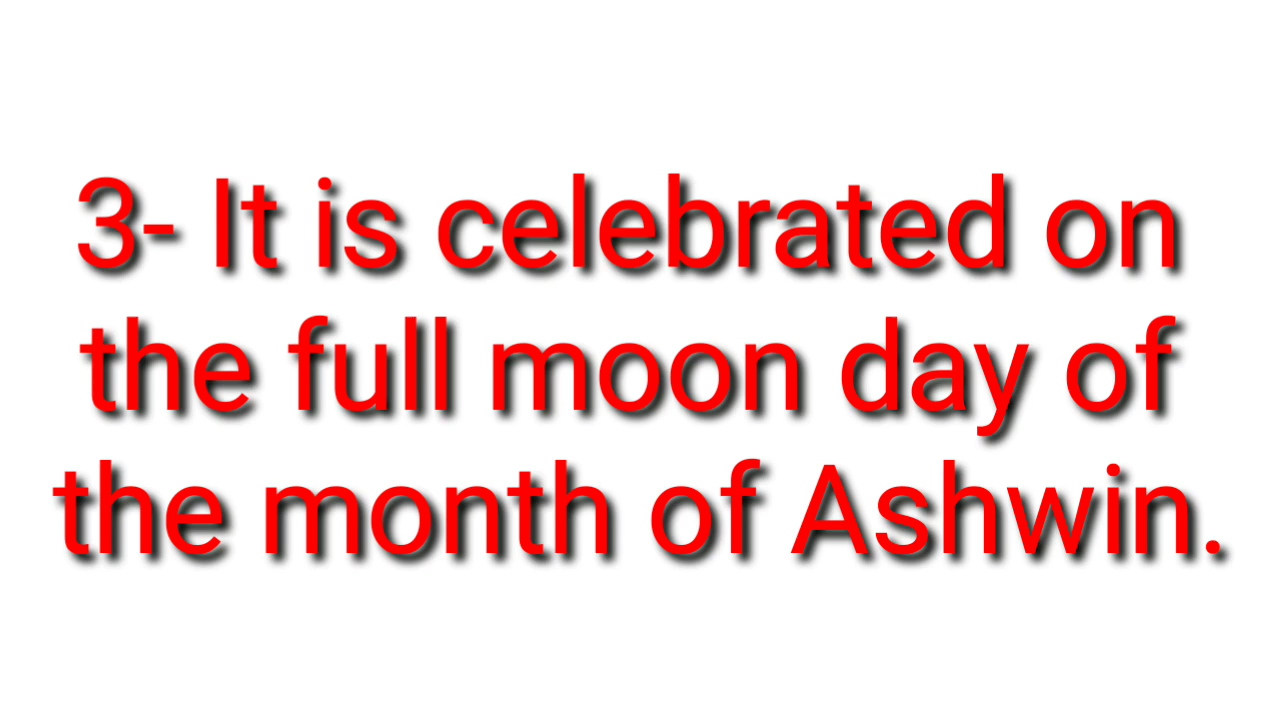 3- It is celebrated on
the full moon day of
the month of Ashwin.